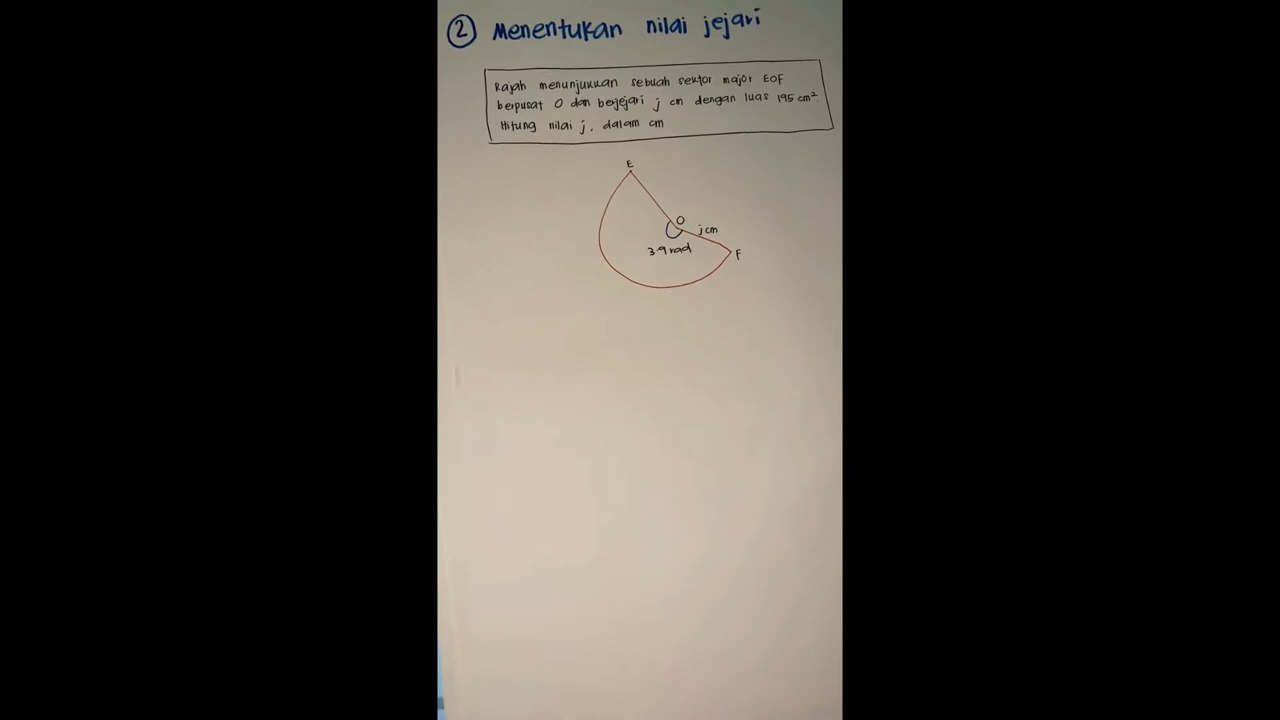 2 Menentukan nilai jejari
Rajah menunjukkan sebuah sektor major EOF
berpusat O dan berjejari j cm dengan luas 195 cm².
Hitung nilai j, dalam cm
E
O
j cm
3.9 rad
F